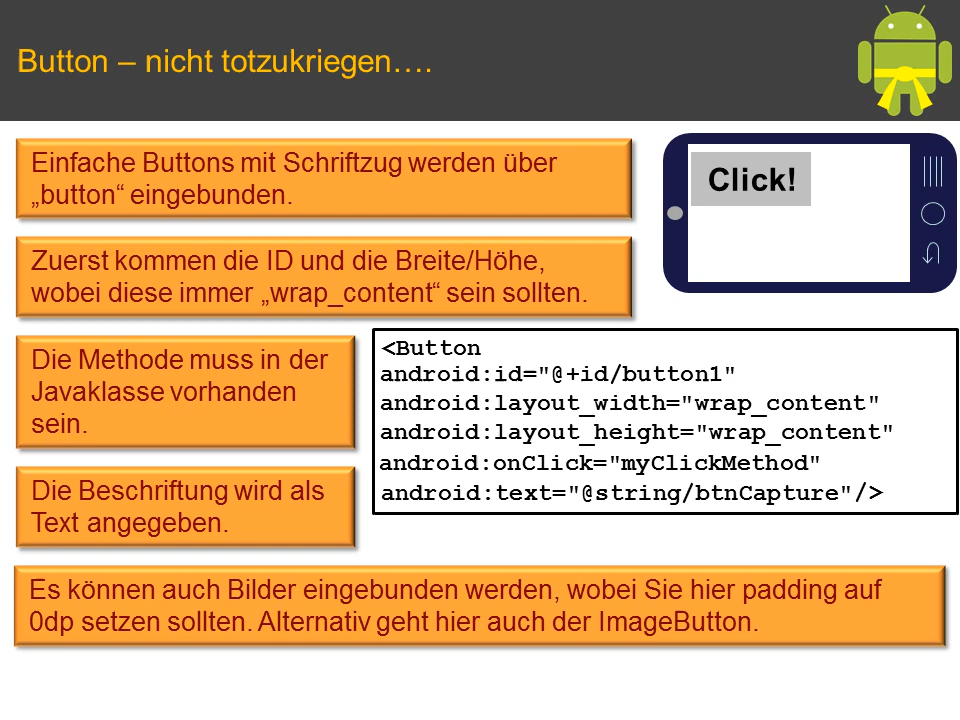 Button – nicht totzukriegen….
Einfache Buttons mit Schriftzug werden über
„button“ eingebunden.
Click!
Zuerst kommen die ID und die Breite/Höhe,
wobei diese immer „wrap_content“ sein sollten.
Die Methode muss in der
Javaklasse vorhanden
sein.
<Button
android:id="@+id/button1"
android:layout_width="wrap_content"
android:layout_height="wrap_content"
android:onClick="myClickMethod"
android:text="@string/btnCapture"/>
Die Beschriftung wird als
Text angegeben.
Es können auch Bilder eingebunden werden, wobei Sie hier padding auf
0dp setzen sollten. Alternativ geht hier auch der ImageButton.